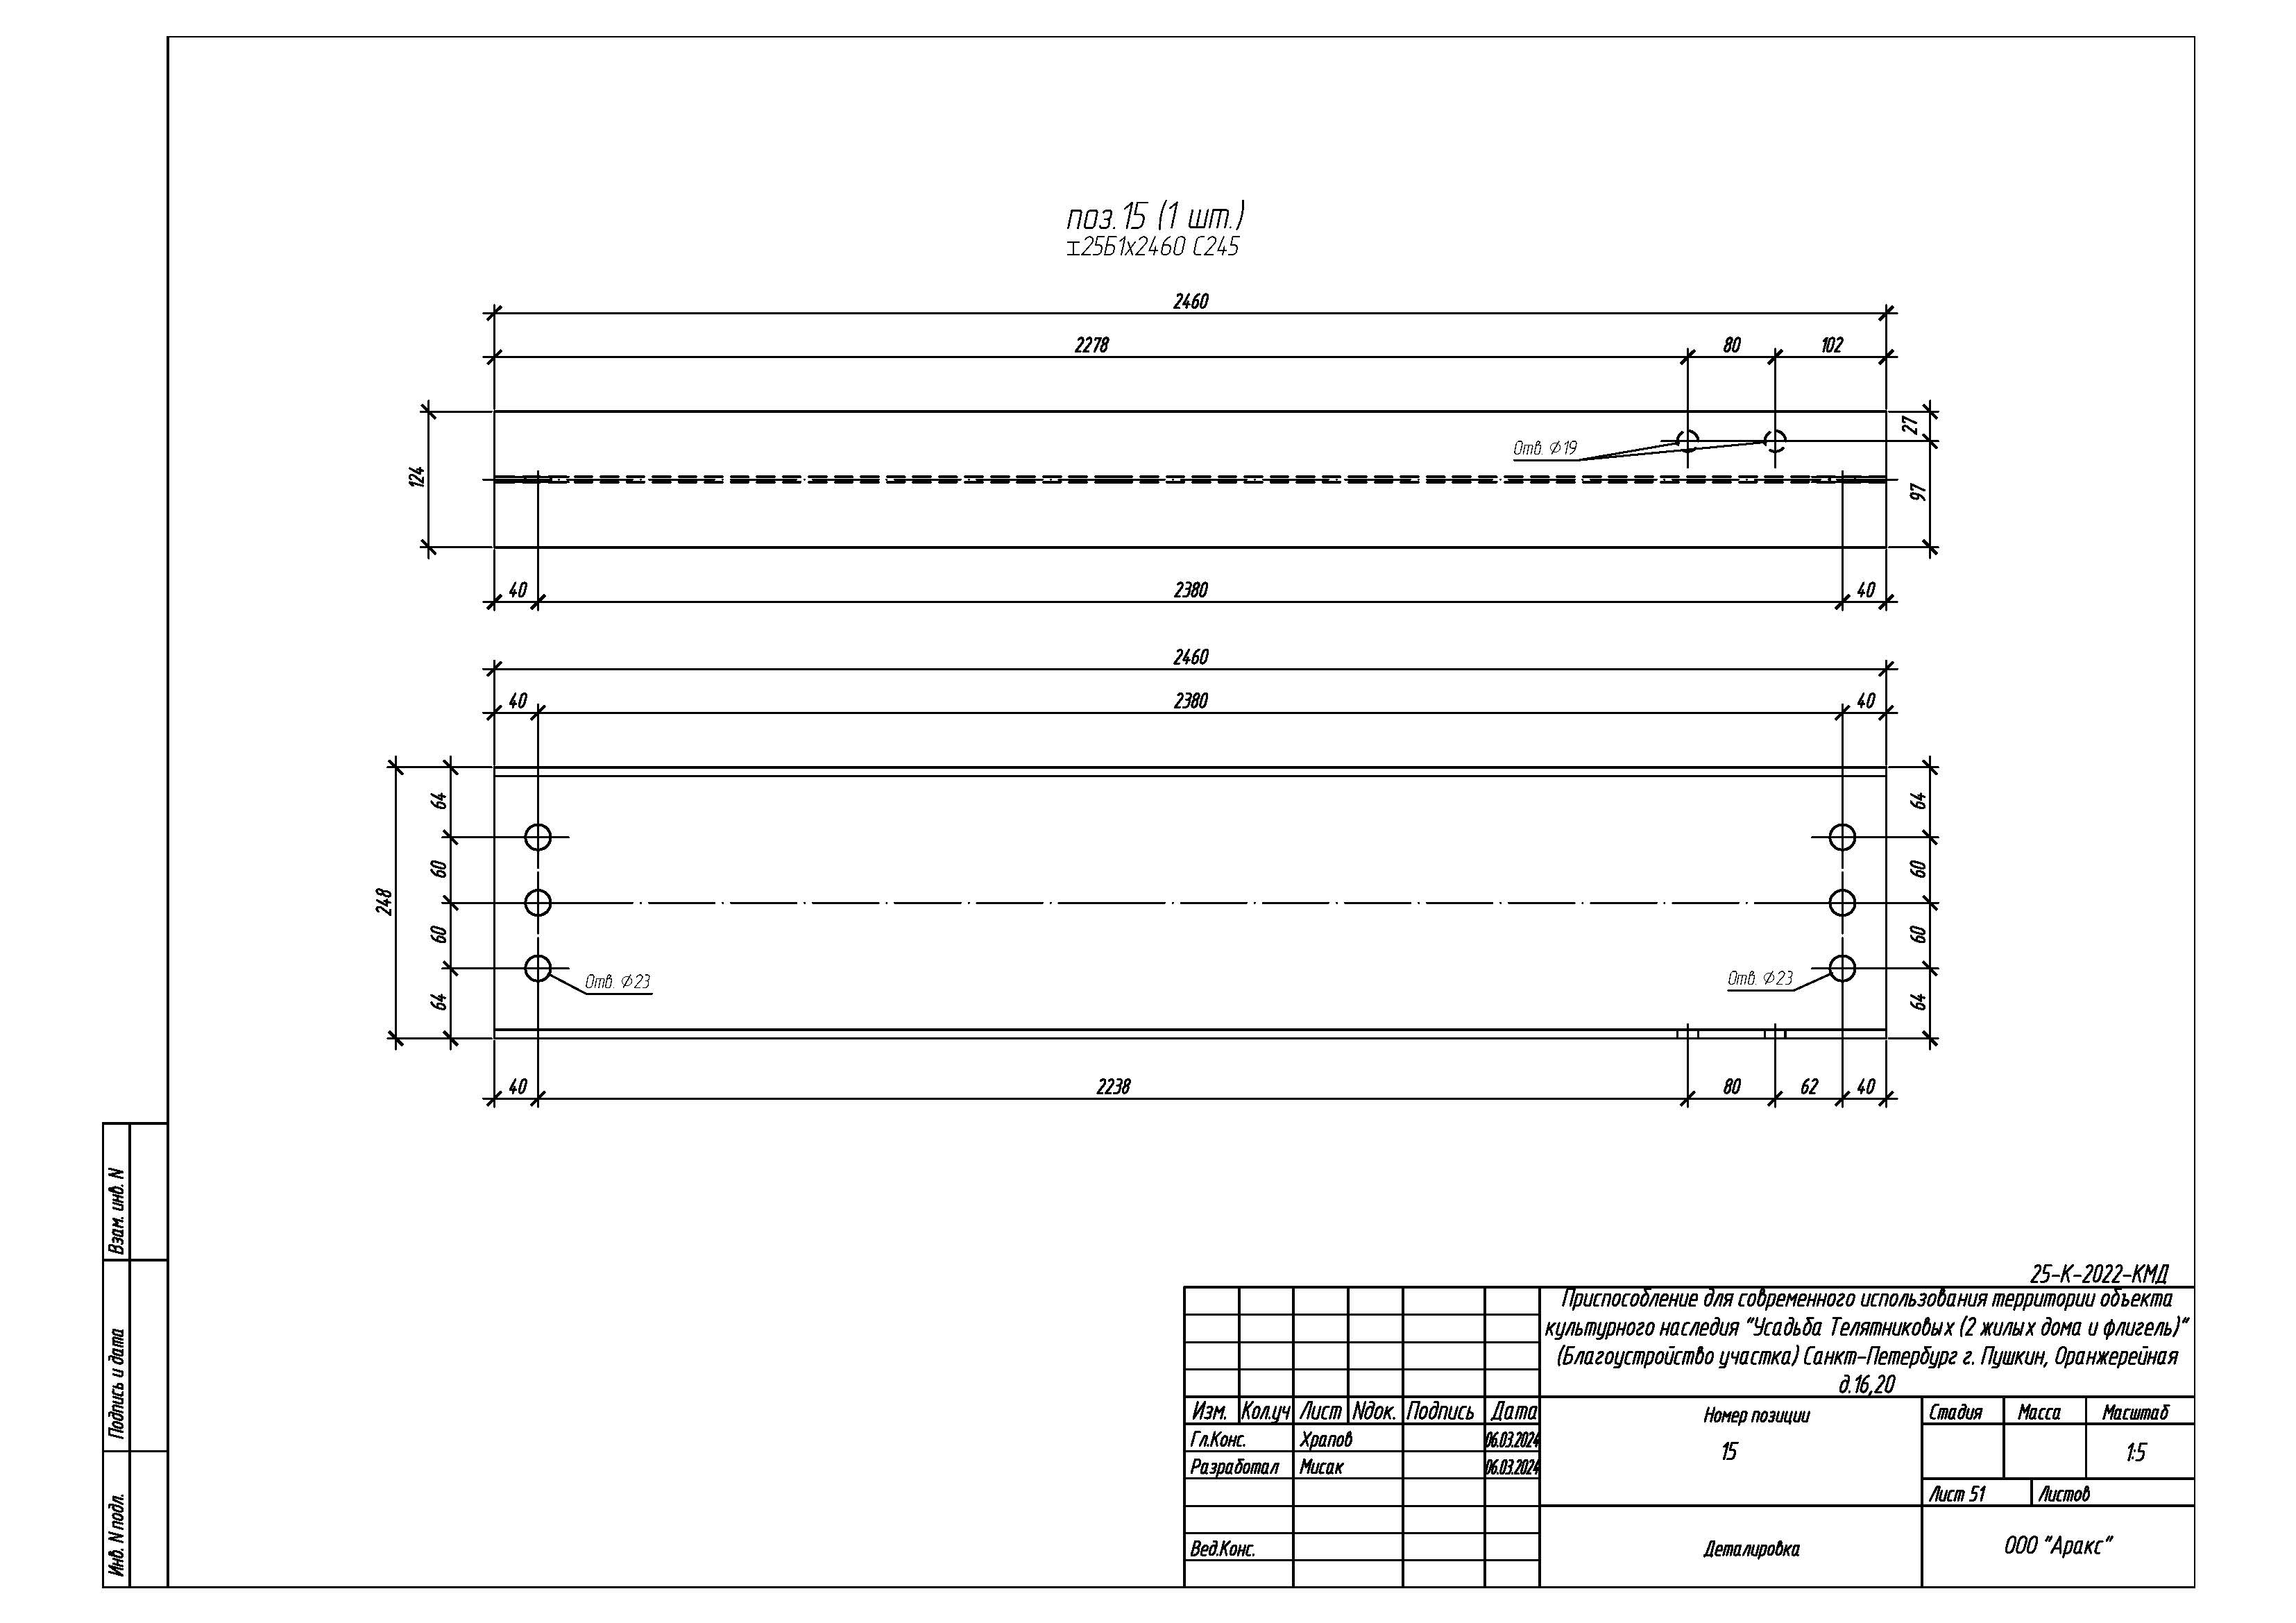 поз.15 (1 шт.)
⌶25Б1х2460 С245
2460
2278
80
102
124
27
97
Отв. ⌀19
40
2380
40
2460
40
2380
40
248
64
60
60
64
64
60
60
64
Отв. ⌀23
Отв. ⌀23
40
2238
80
62
40
Взам. инв. N
Подпись и дата
Инв. N подл.
25-К-2022-КМД
Приспособление для современного использования территории объекта
культурного наследия "Усадьба Телятниковых (2 жилых дома и флигель)"
(Благоустройство участка) Санкт-Петербург г. Пушкин, Оранжерейная
д.16,20
Изм. Кол.уч Лист Nдок. Подпись Дата
Гл.Конс. Храпов 06.03.2024
Разработал Мисак 06.03.2024
Вед.Конс.
Номер позиции
15
Стадия Масса Масштаб
1:5
Лист 51 Листов
Деталировка
ООО "Аракс"